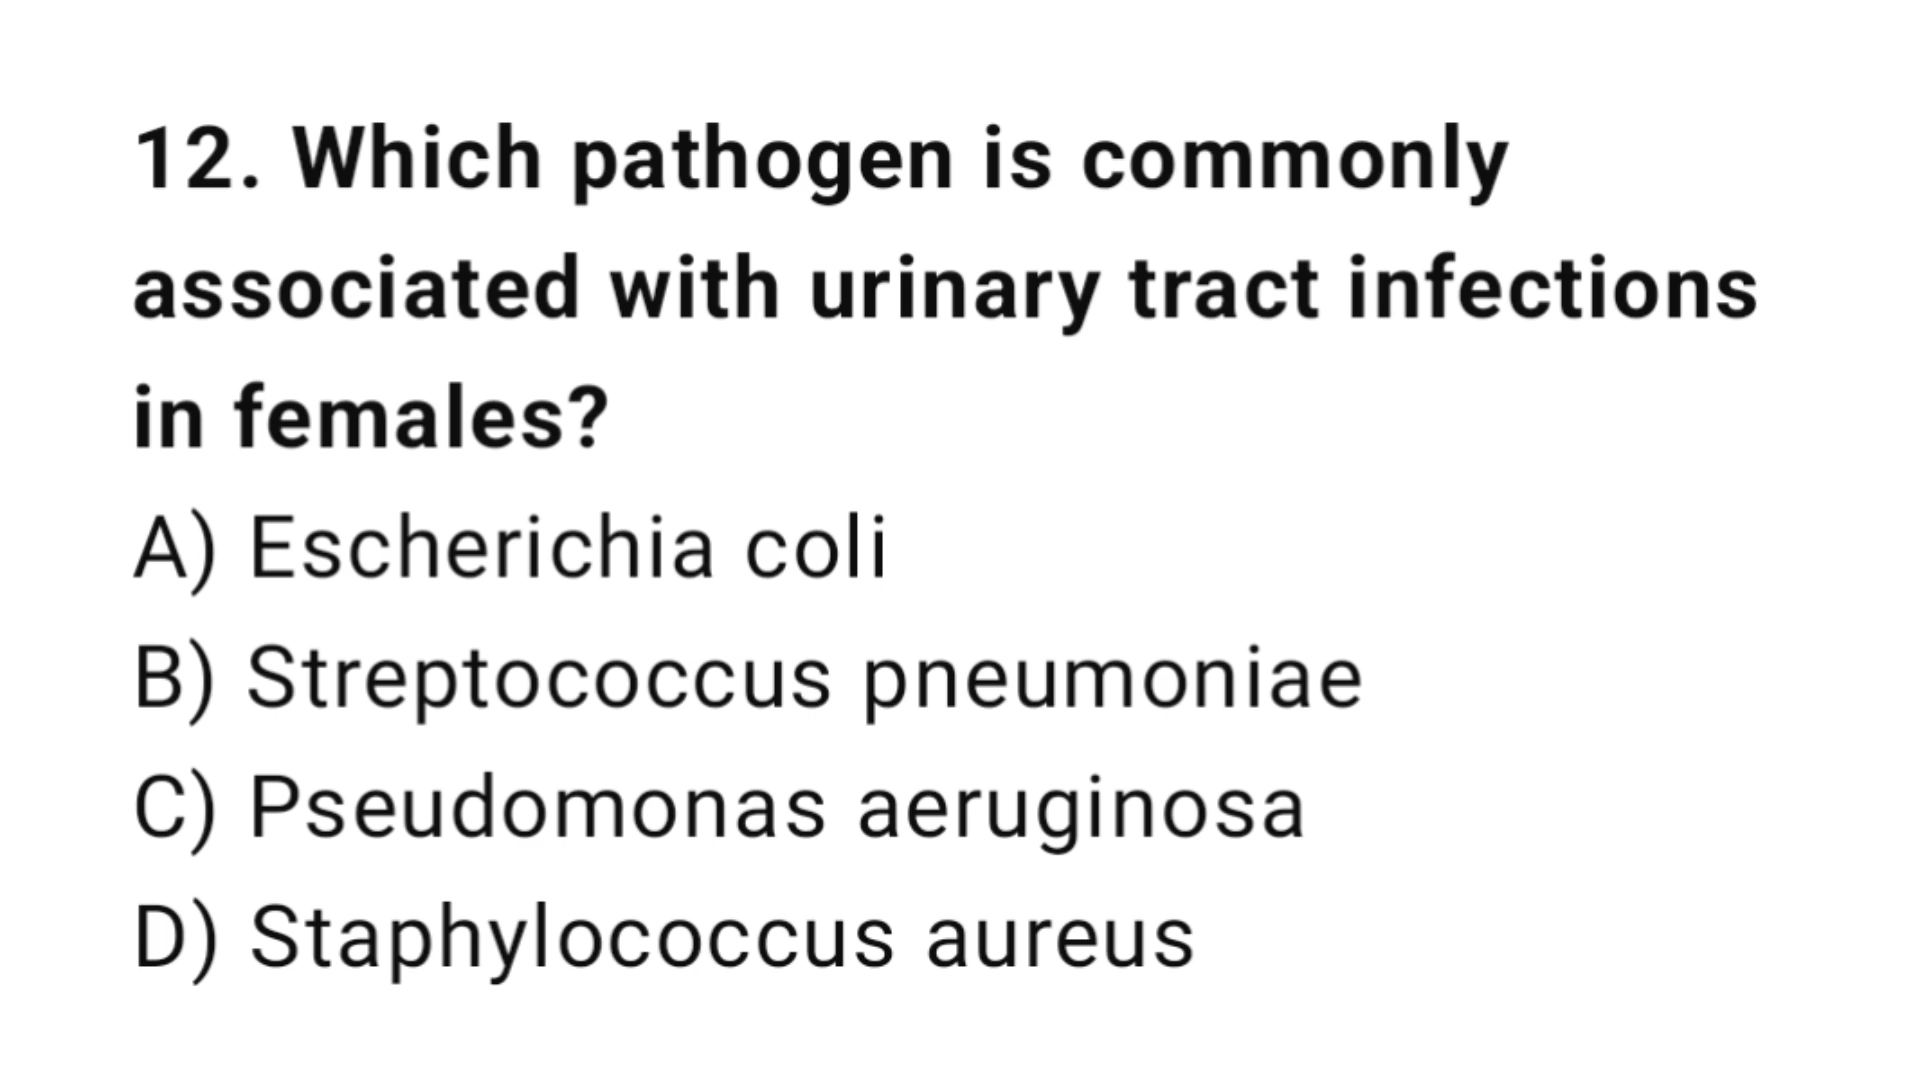 12. Which pathogen is commonly
associated with urinary tract infections
in females?
A) Escherichia coli
B) Streptococcus pneumoniae
C) Pseudomonas aeruginosa
D) Staphylococcus aureus